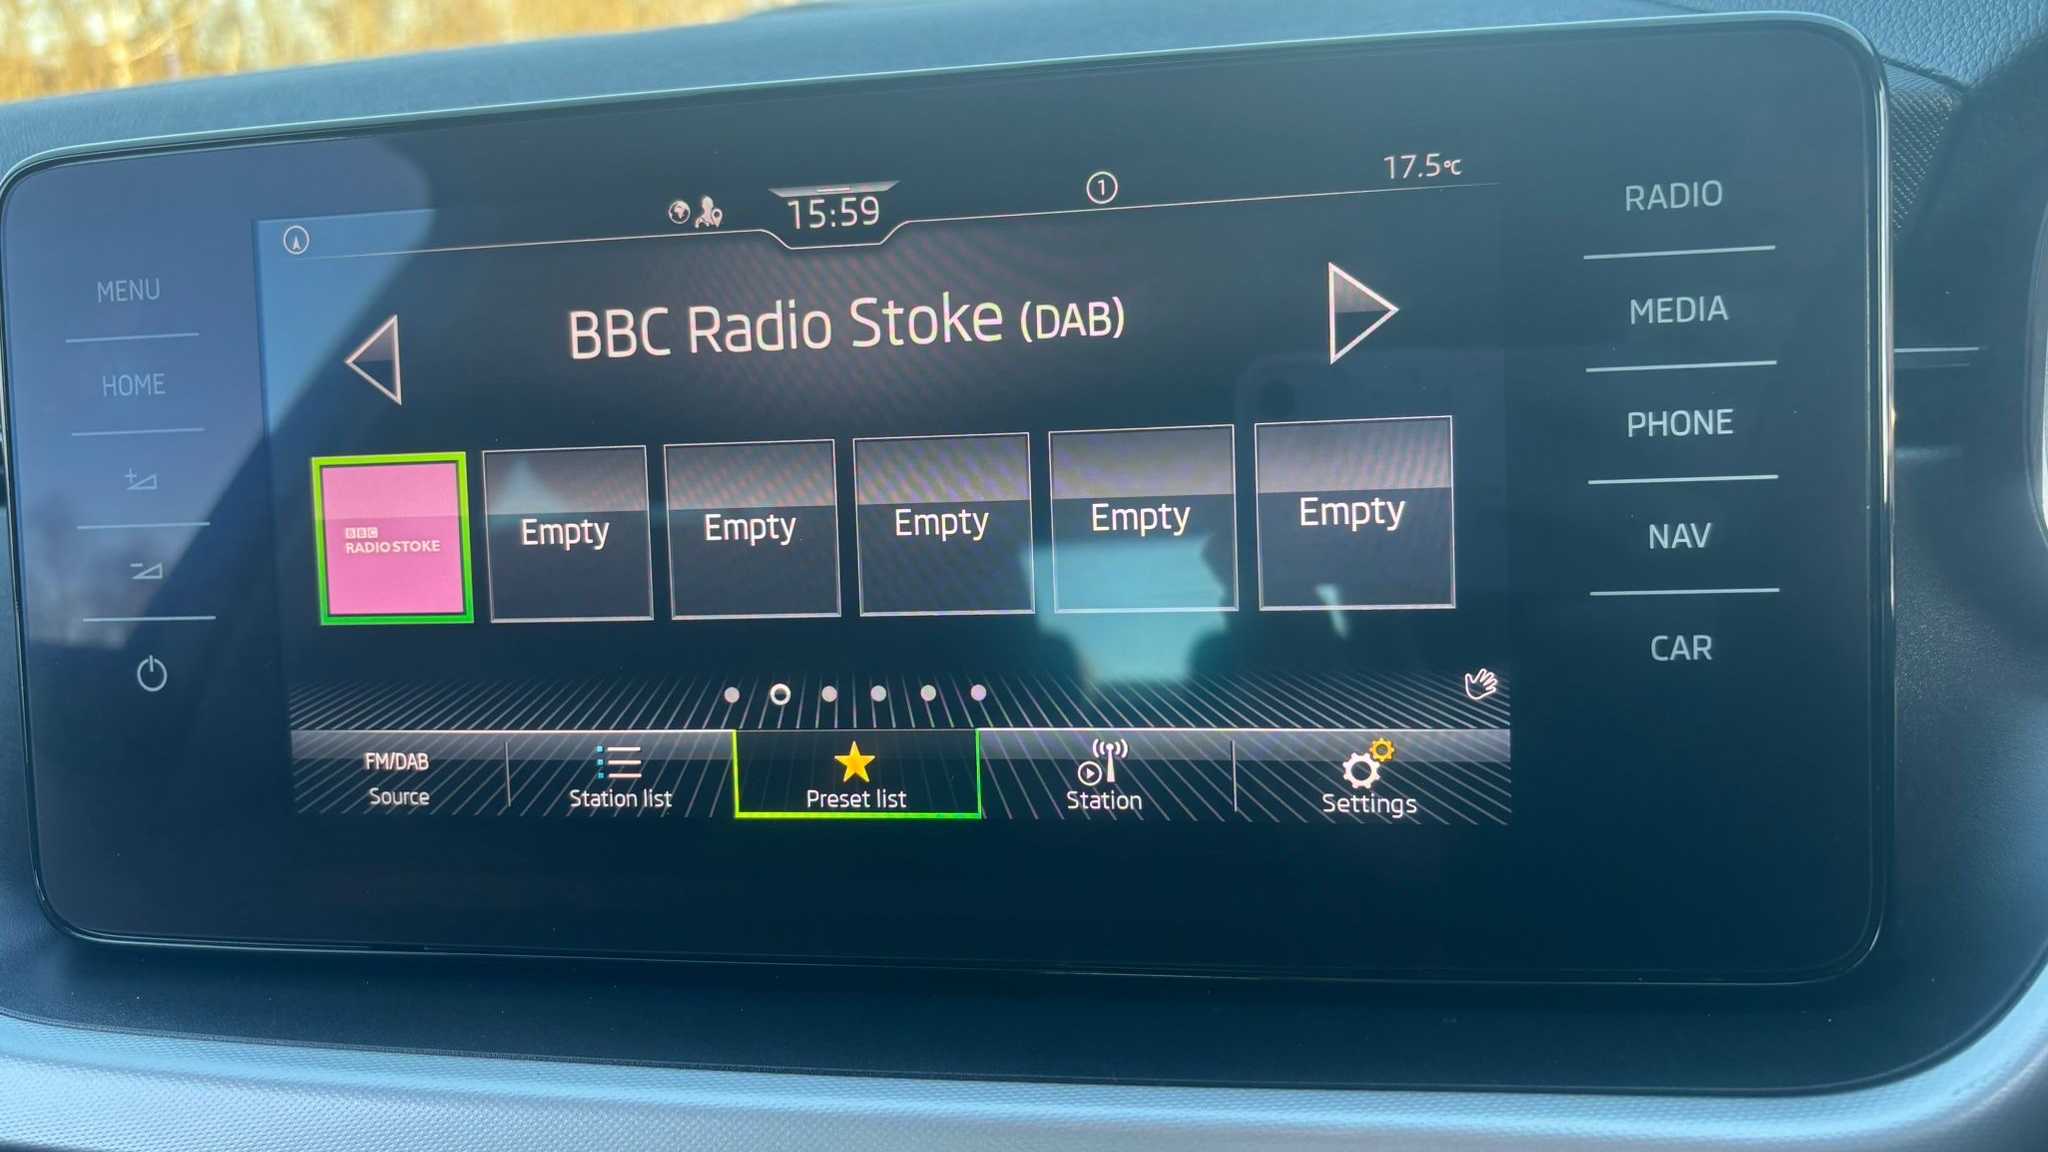 15:59
1
17.5°C
MENU
HOME
BBC Radio Stoke (DAB)
BBC
RADIO STOKE
Empty
Empty
Empty
Empty
Empty
FM/DAB
Source
Station list
Preset list
Station
Settings
RADIO
MEDIA
PHONE
NAV
CAR